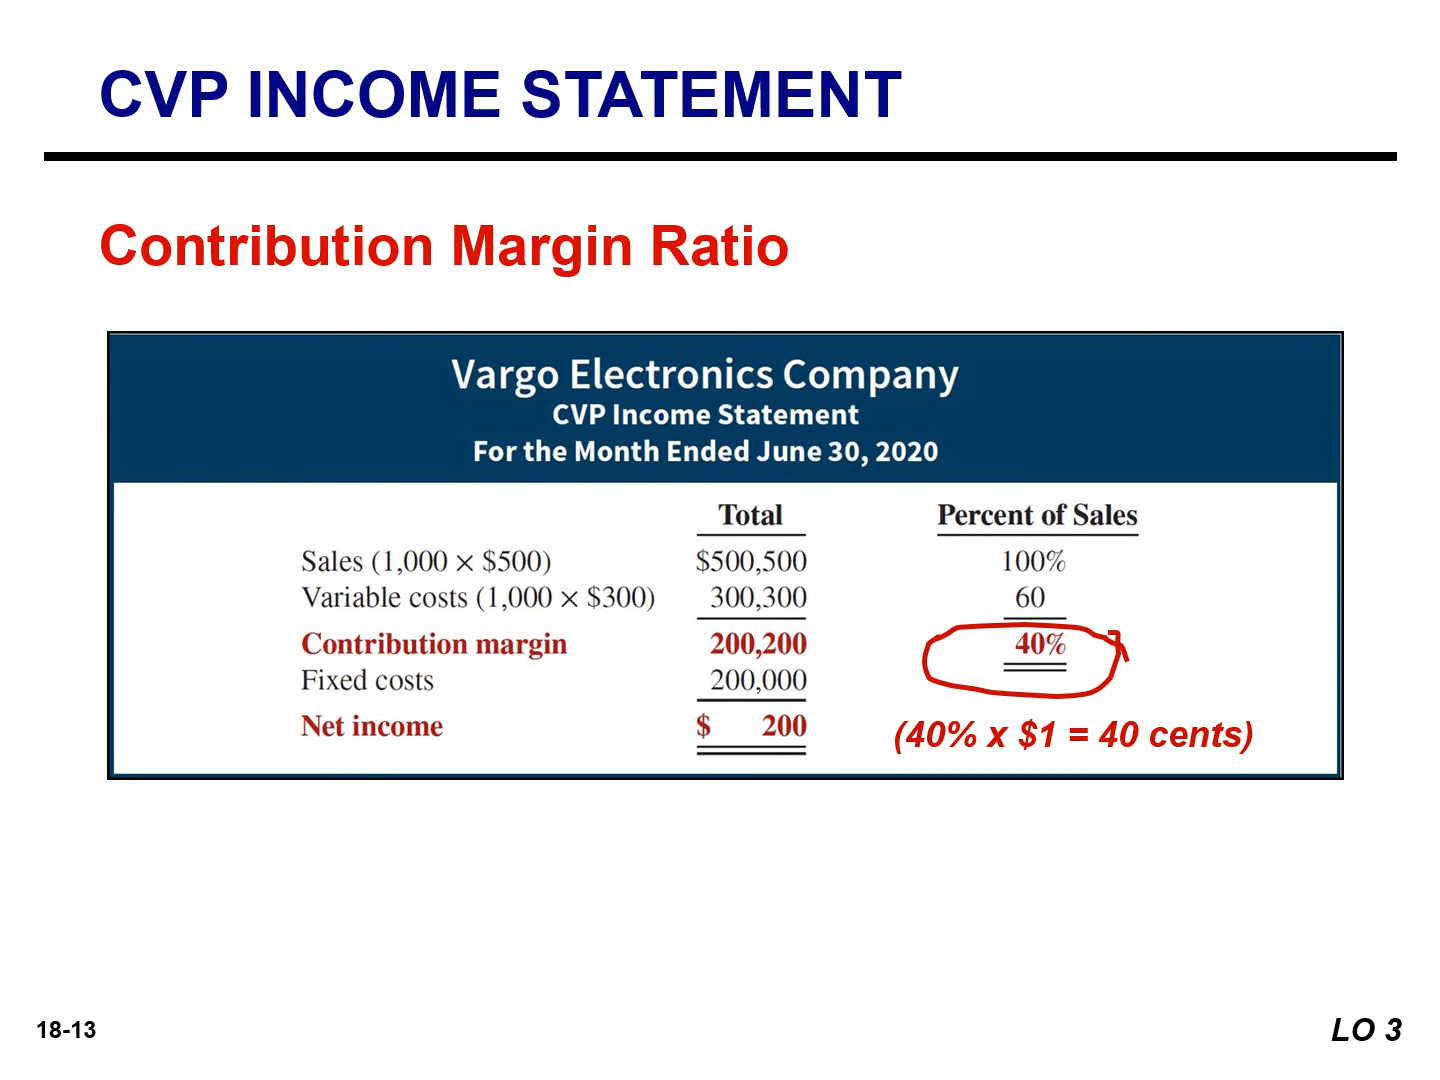 CVP INCOME STATEMENT
Contribution Margin Ratio
Vargo Electronics Company
CVP Income Statement
For the Month Ended June 30, 2020
Total Percent of Sales
Sales (1,000 × $500) $500,500 100%
Variable costs (1,000 × $300) 300,300 60
Contribution margin 200,200 40%
Fixed costs 200,000
Net income $ 200 (40% x $1 = 40 cents)
18-13 LO 3